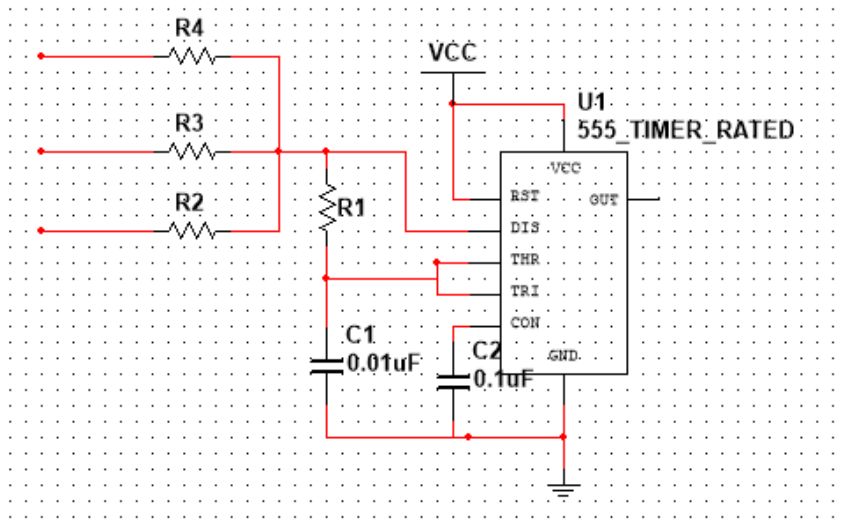 R4
VCC
U1
555_TIMER_RATED
R3
VCC
R2
RST
OUT
R1
DIS
THR
TRI
CON
C1
0.01uF
C2
0.1uF
GND